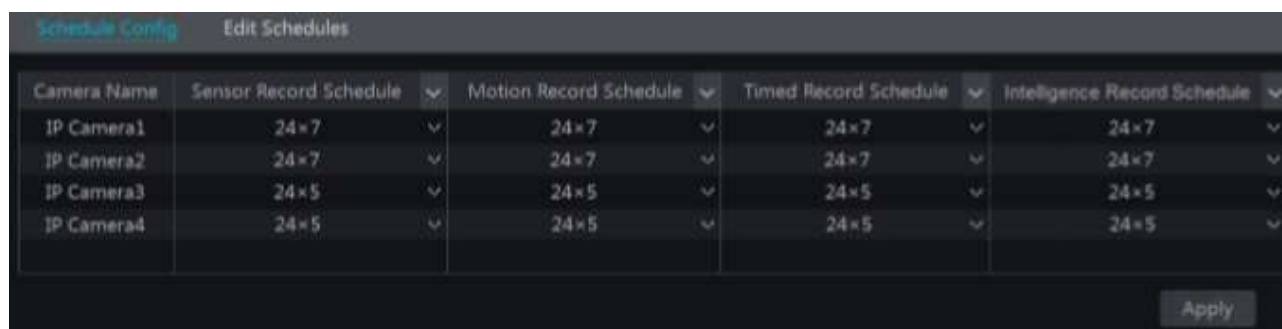 Schedule Config Edit Schedules
Camera Name Sensor Record Schedule Motion Record Schedule Timed Record Schedule Intelligence Record Schedule
IP Camera1 24×7 24×7 24×7 24×7
IP Camera2 24×7 24×7 24×7 24×7
IP Camera3 24×5 24×5 24×5 24×5
IP Camera4 24×5 24×5 24×5 24×5
Apply